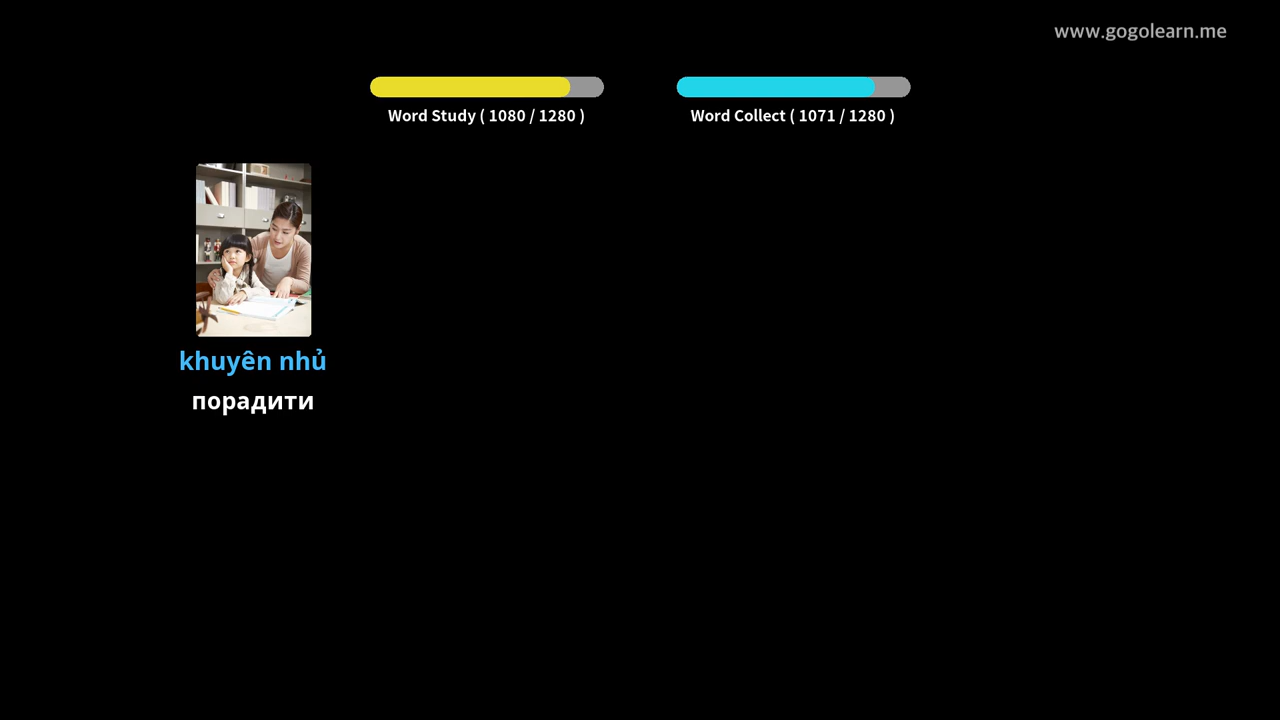 www.gogolearn.me
Word Study ( 1080 / 1280 )
Word Collect ( 1071 / 1280 )
khuyên nhủ
порадити